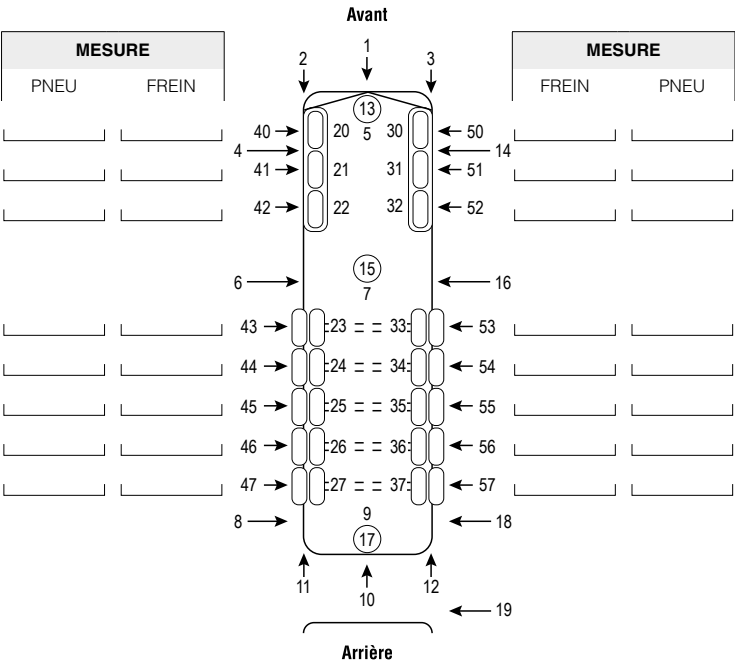 Avant
MESURE
MESURE
PNEU FREIN
FREIN PNEU
2 1 3
13
40 20 5 30 50
4 14
41 21 31 51
42 22 32 52
15
6 16
7
43 23 33 53
44 24 34 54
45 25 35 55
46 26 36 56
47 27 37 57
9
8 18
17
11 12
10
19
Arrière